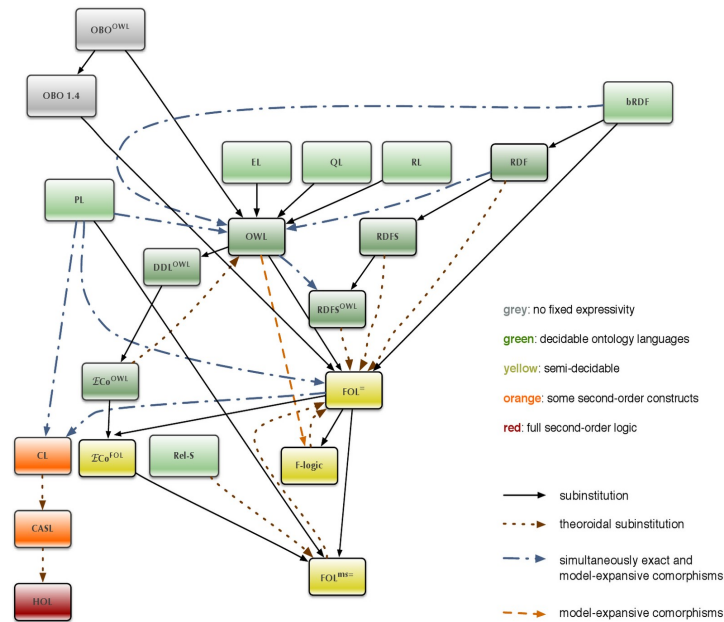 OBO^OWL
OBO 1.4
bRDF
EL
QL
RL
RDF
PL
OWL
RDFS
DDL^OWL
RDFS^OWL
grey: no fixed expressivity
green: decidable ontology languages
yellow: semi-decidable
orange: some second-order constructs
red: full second-order logic
ℰCo^OWL
FOL^=
CL
ℰCo^FOL
Rel-S
F-logic
subinstitution
theoroidal subinstitution
CASL
simultaneously exact and
model-expansive comorphisms
FOL^ms=
HOL
model-expansive comorphisms